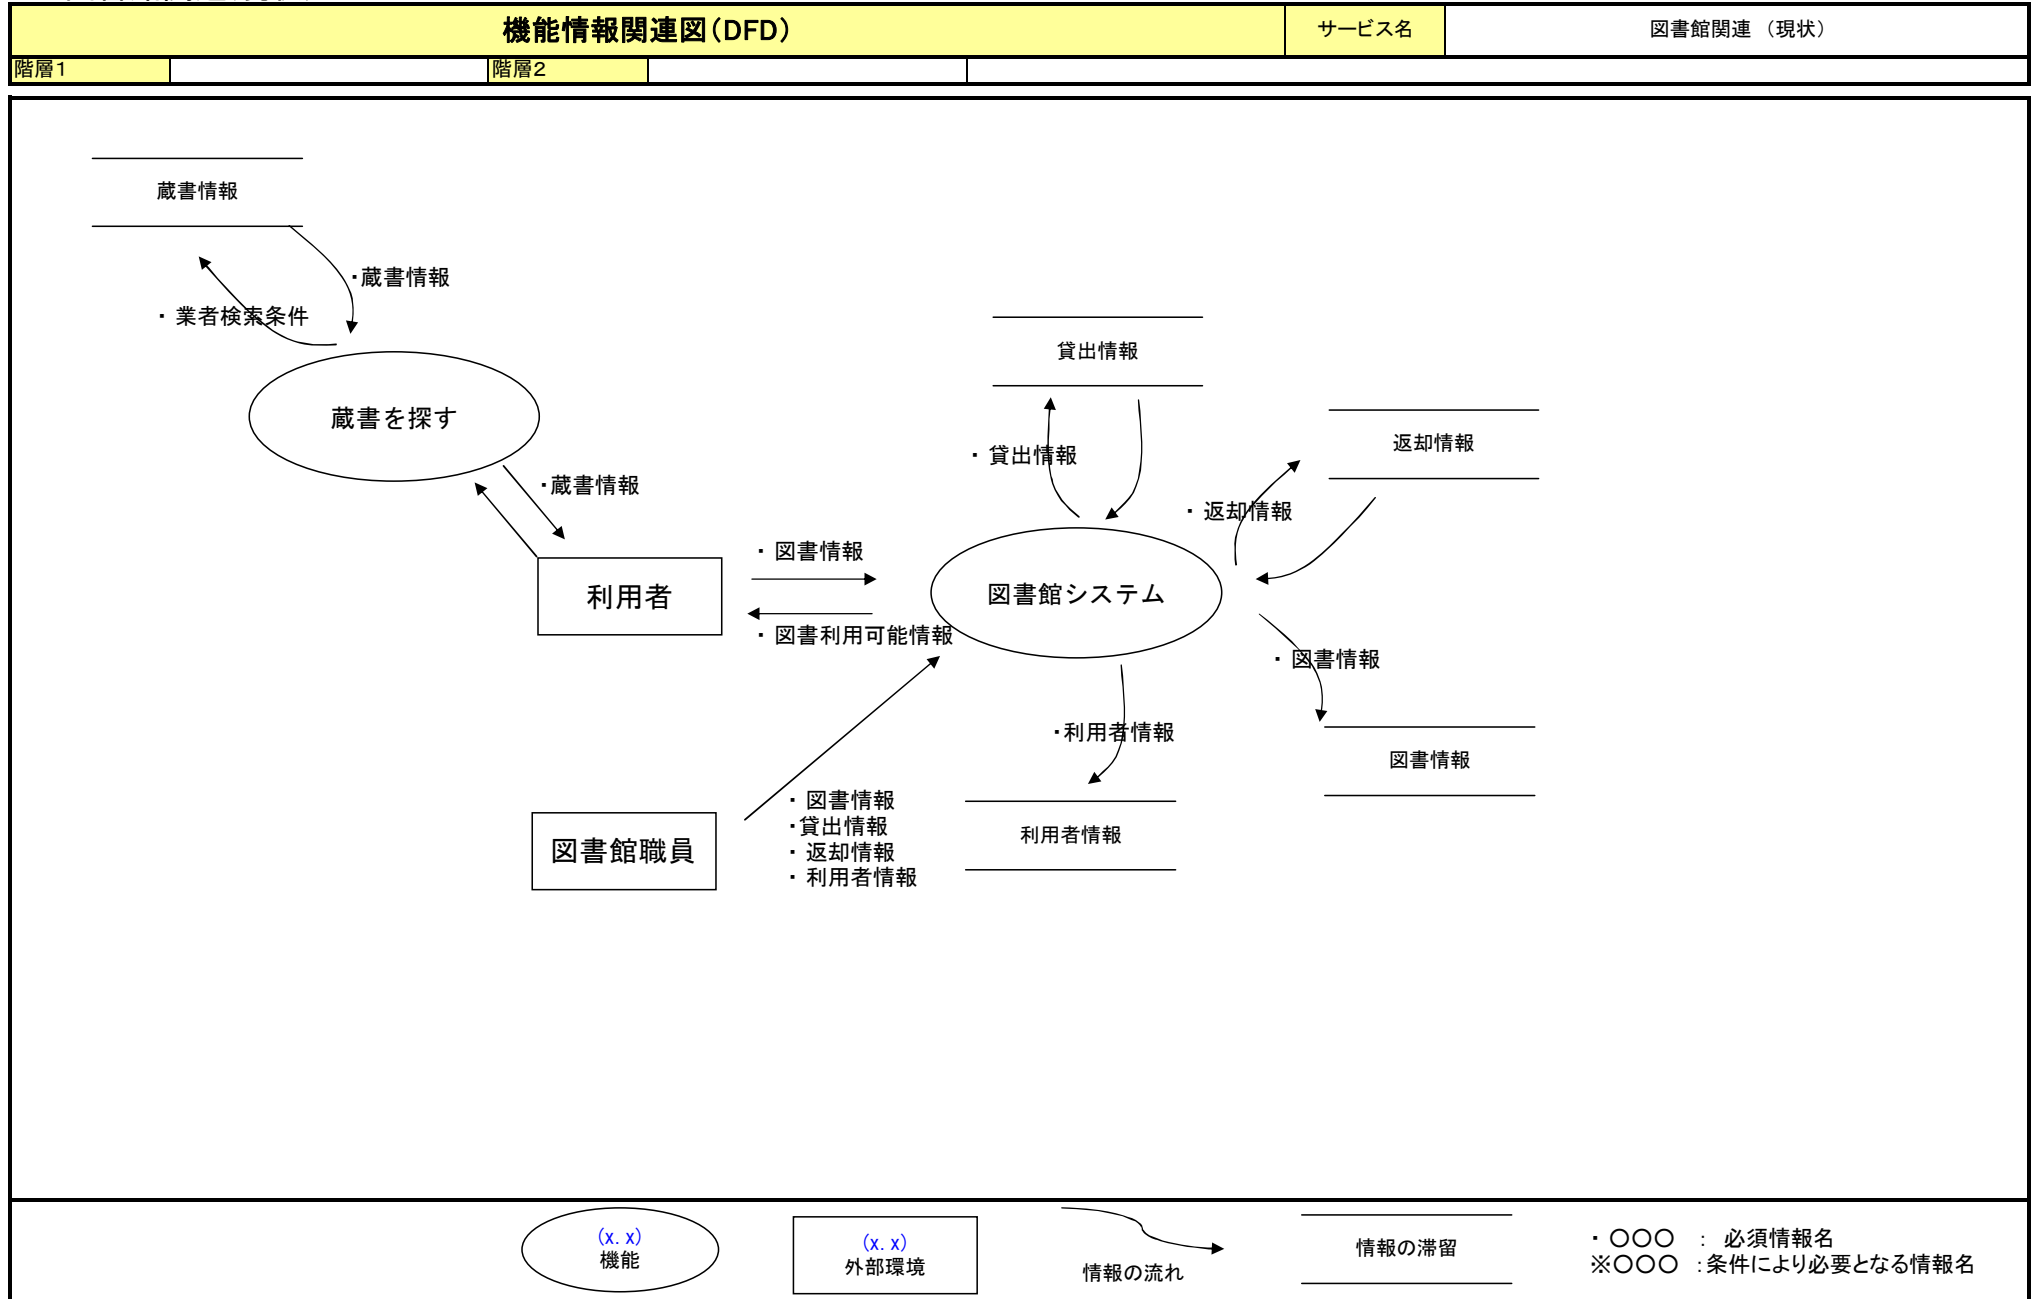 機能情報関連図(DFD)
サービス名
図書館関連 (現状)
階層1
階層2
蔵書情報
・蔵書情報
・ 業者検索条件
蔵書を探す
・蔵書情報
利用者
・ 図書情報
・ 図書利用可能情報
貸出情報
・ 貸出情報
返却情報
・ 返却情報
図書館システム
・ 図書情報
図書情報
・利用者情報
利用者情報
図書館職員
・ 図書情報
・貸出情報
・ 返却情報
・ 利用者情報
(x. x)
機能
(x. x)
外部環境
情報の流れ
情報の滞留
・ 〇〇〇 : 必須情報名
※〇〇〇 :条件により必要となる情報名